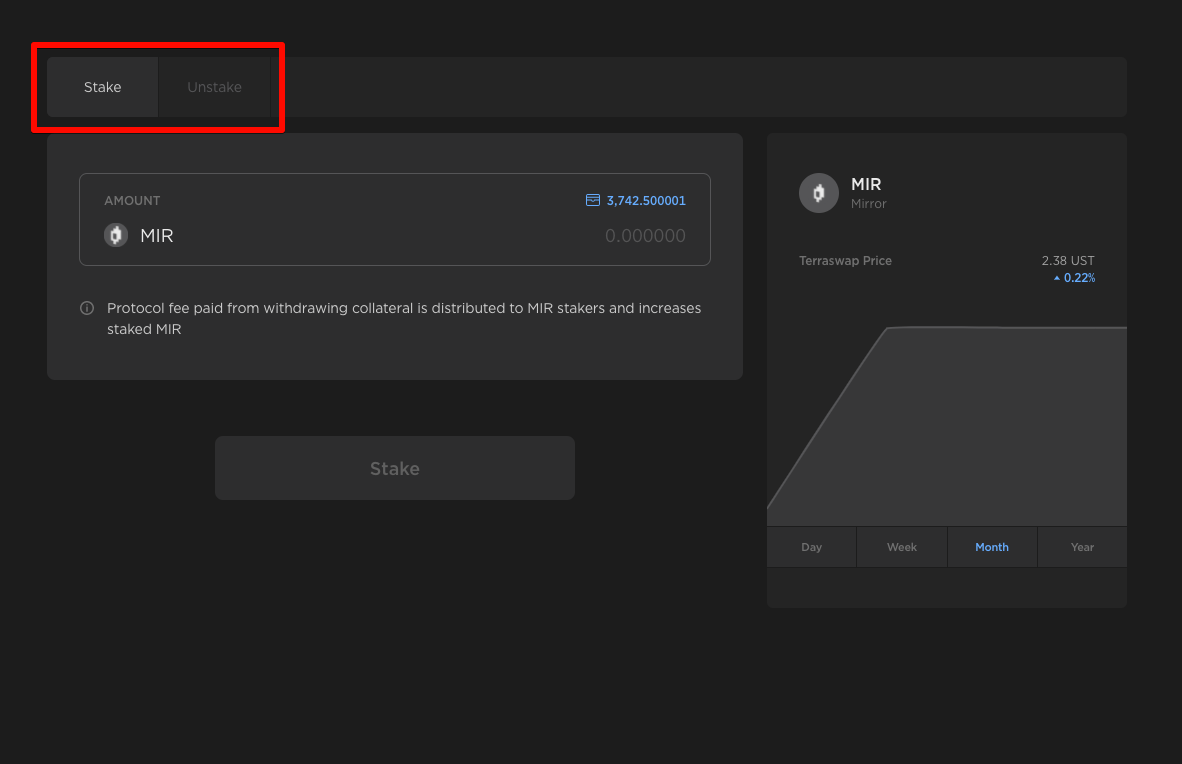 Stake
Unstake
AMOUNT
3,742.500001
MIR
0.000000
Protocol fee paid from withdrawing collateral is distributed to MIR stakers and increases
staked MIR
Stake
MIR
Mirror
Terraswap Price
2.38 UST
0.22%
Day
Week
Month
Year